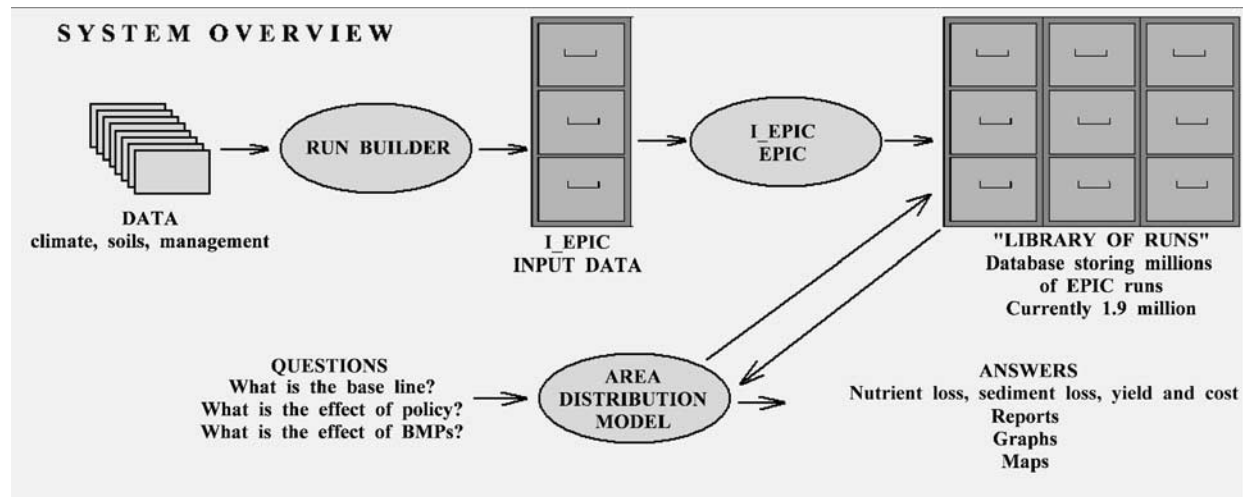 SYSTEM OVERVIEW
RUN BUILDER
I_EPIC
EPIC
DATA
climate, soils, management
I_EPIC
INPUT DATA
"LIBRARY OF RUNS"
Database storing millions
of EPIC runs
Currently 1.9 million
QUESTIONS
What is the base line?
What is the effect of policy?
What is the effect of BMPs?
AREA
DISTRIBUTION
MODEL
ANSWERS
Nutrient loss, sediment loss, yield and cost
Reports
Graphs
Maps